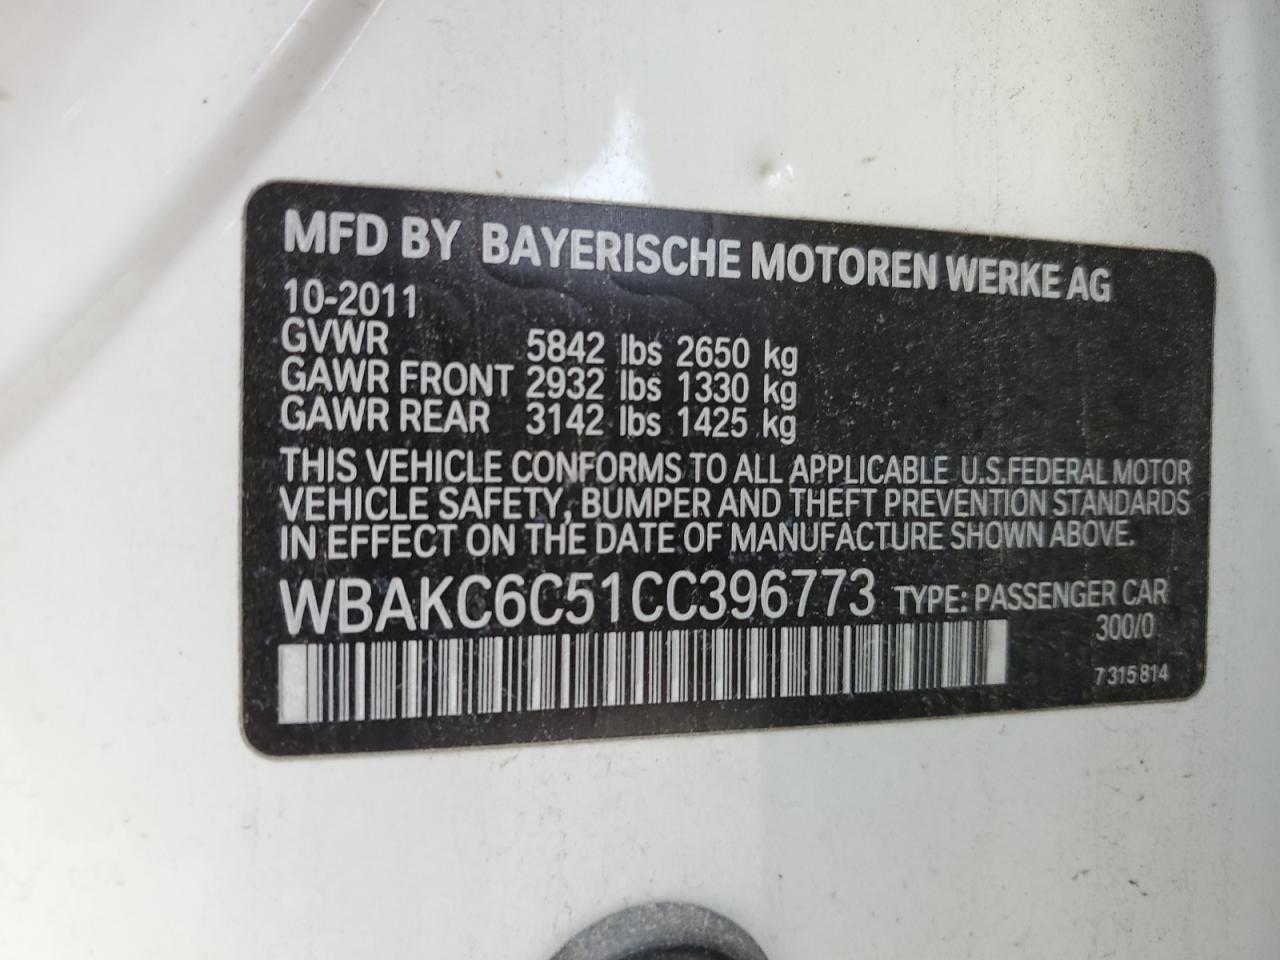 MFD BY BAYERISCHE MOTOREN WERKE AG
10-2011
GVWR 5842 lbs 2650 kg
GAWR FRONT 2932 lbs 1330 kg
GAWR REAR 3142 lbs 1425 kg
THIS VEHICLE CONFORMS TO ALL APPLICABLE U.S.FEDERAL MOTOR
VEHICLE SAFETY, BUMPER AND THEFT PREVENTION STANDARDS
IN EFFECT ON THE DATE OF MANUFACTURE SHOWN ABOVE.
WBAKC6C51CC396773 TYPE: PASSENGER CAR
300/0
7 315 814